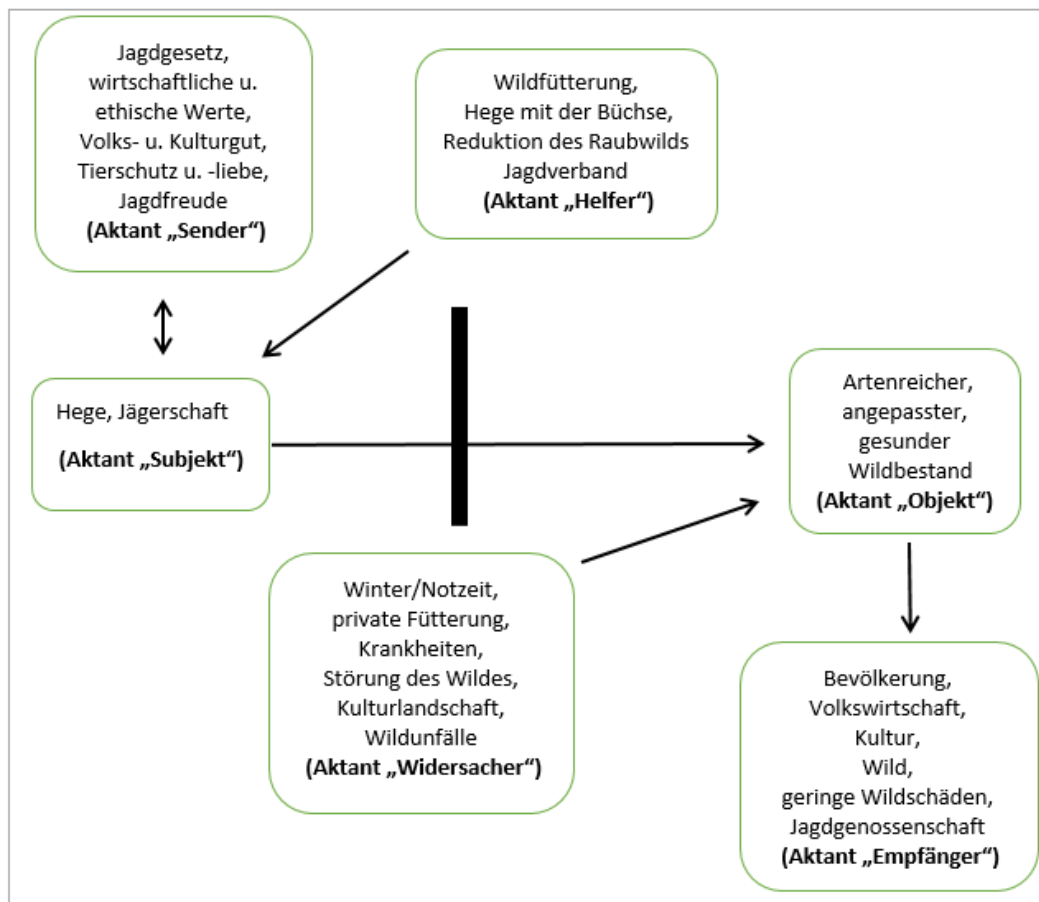 Jagdgesetz,
wirtschaftliche u.
ethische Werte,
Volks- u. Kulturgut,
Tierschutz u. -liebe,
Jagdfreude
(Aktant „Sender“)
Wildfütterung,
Hege mit der Büchse,
Reduktion des Raubwilds
Jagdverband
(Aktant „Helfer“)
Hege, Jägerschaft
(Aktant „Subjekt“)
Artenreicher,
angepasster,
gesunder
Wildbestand
(Aktant „Objekt“)
Winter/Notzeit,
private Fütterung,
Krankheiten,
Störung des Wildes,
Kulturlandschaft,
Wildunfälle
(Aktant „Widersacher“)
Bevölkerung,
Volkswirtschaft,
Kultur,
Wild,
geringe Wildschäden,
Jagdgenossenschaft
(Aktant „Empfänger“)